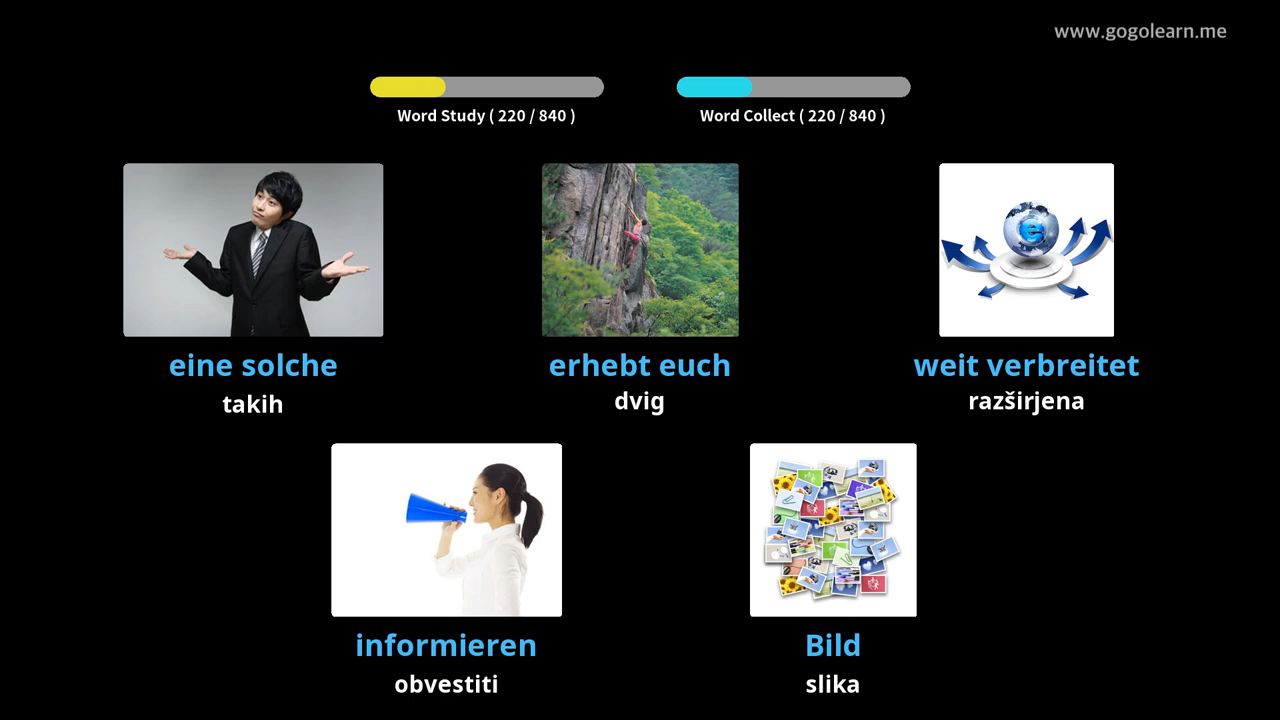 www.gogolearn.me
Word Study ( 220 / 840 )
Word Collect ( 220 / 840 )
eine solche
takih
erhebt euch
dvig
weit verbreitet
razširjena
informieren
obvestiti
Bild
slika